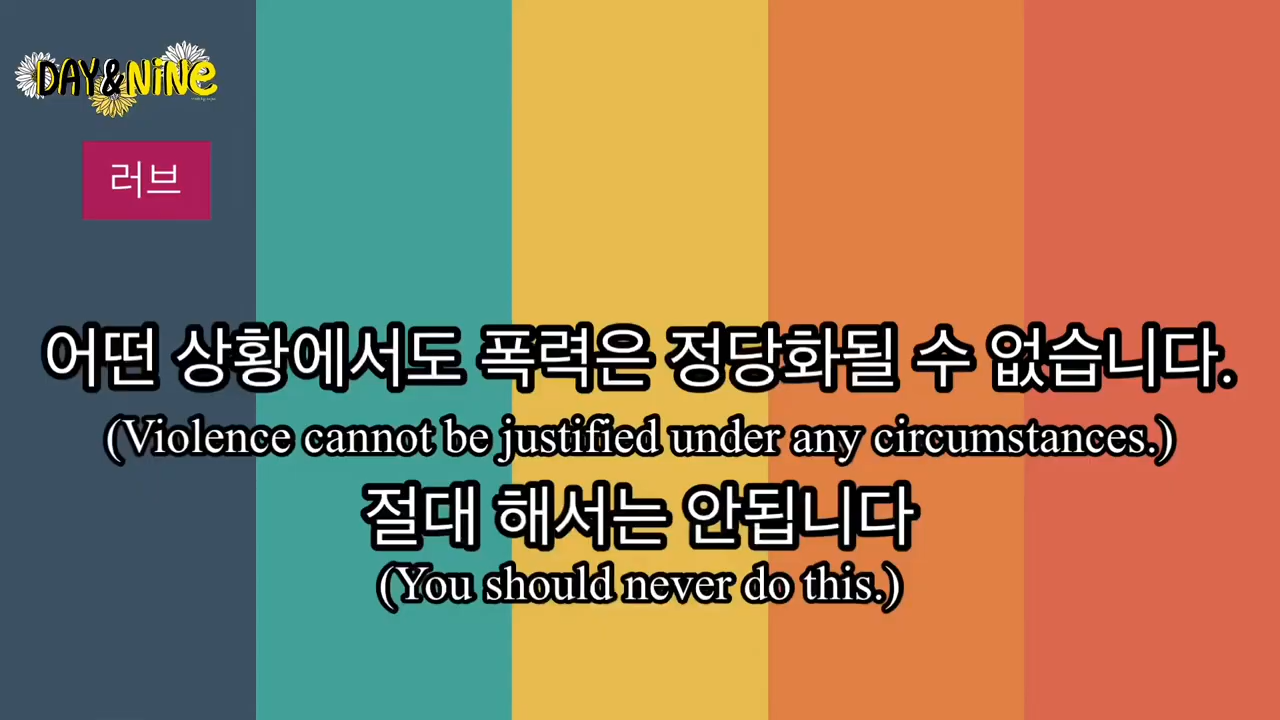 DAY&NiNe
러브
어떤 상황에서도 폭력은 정당화될 수 없습니다.
(Violence cannot be justified under any circumstances.)
절대 해서는 안됩니다
(You should never do this.)